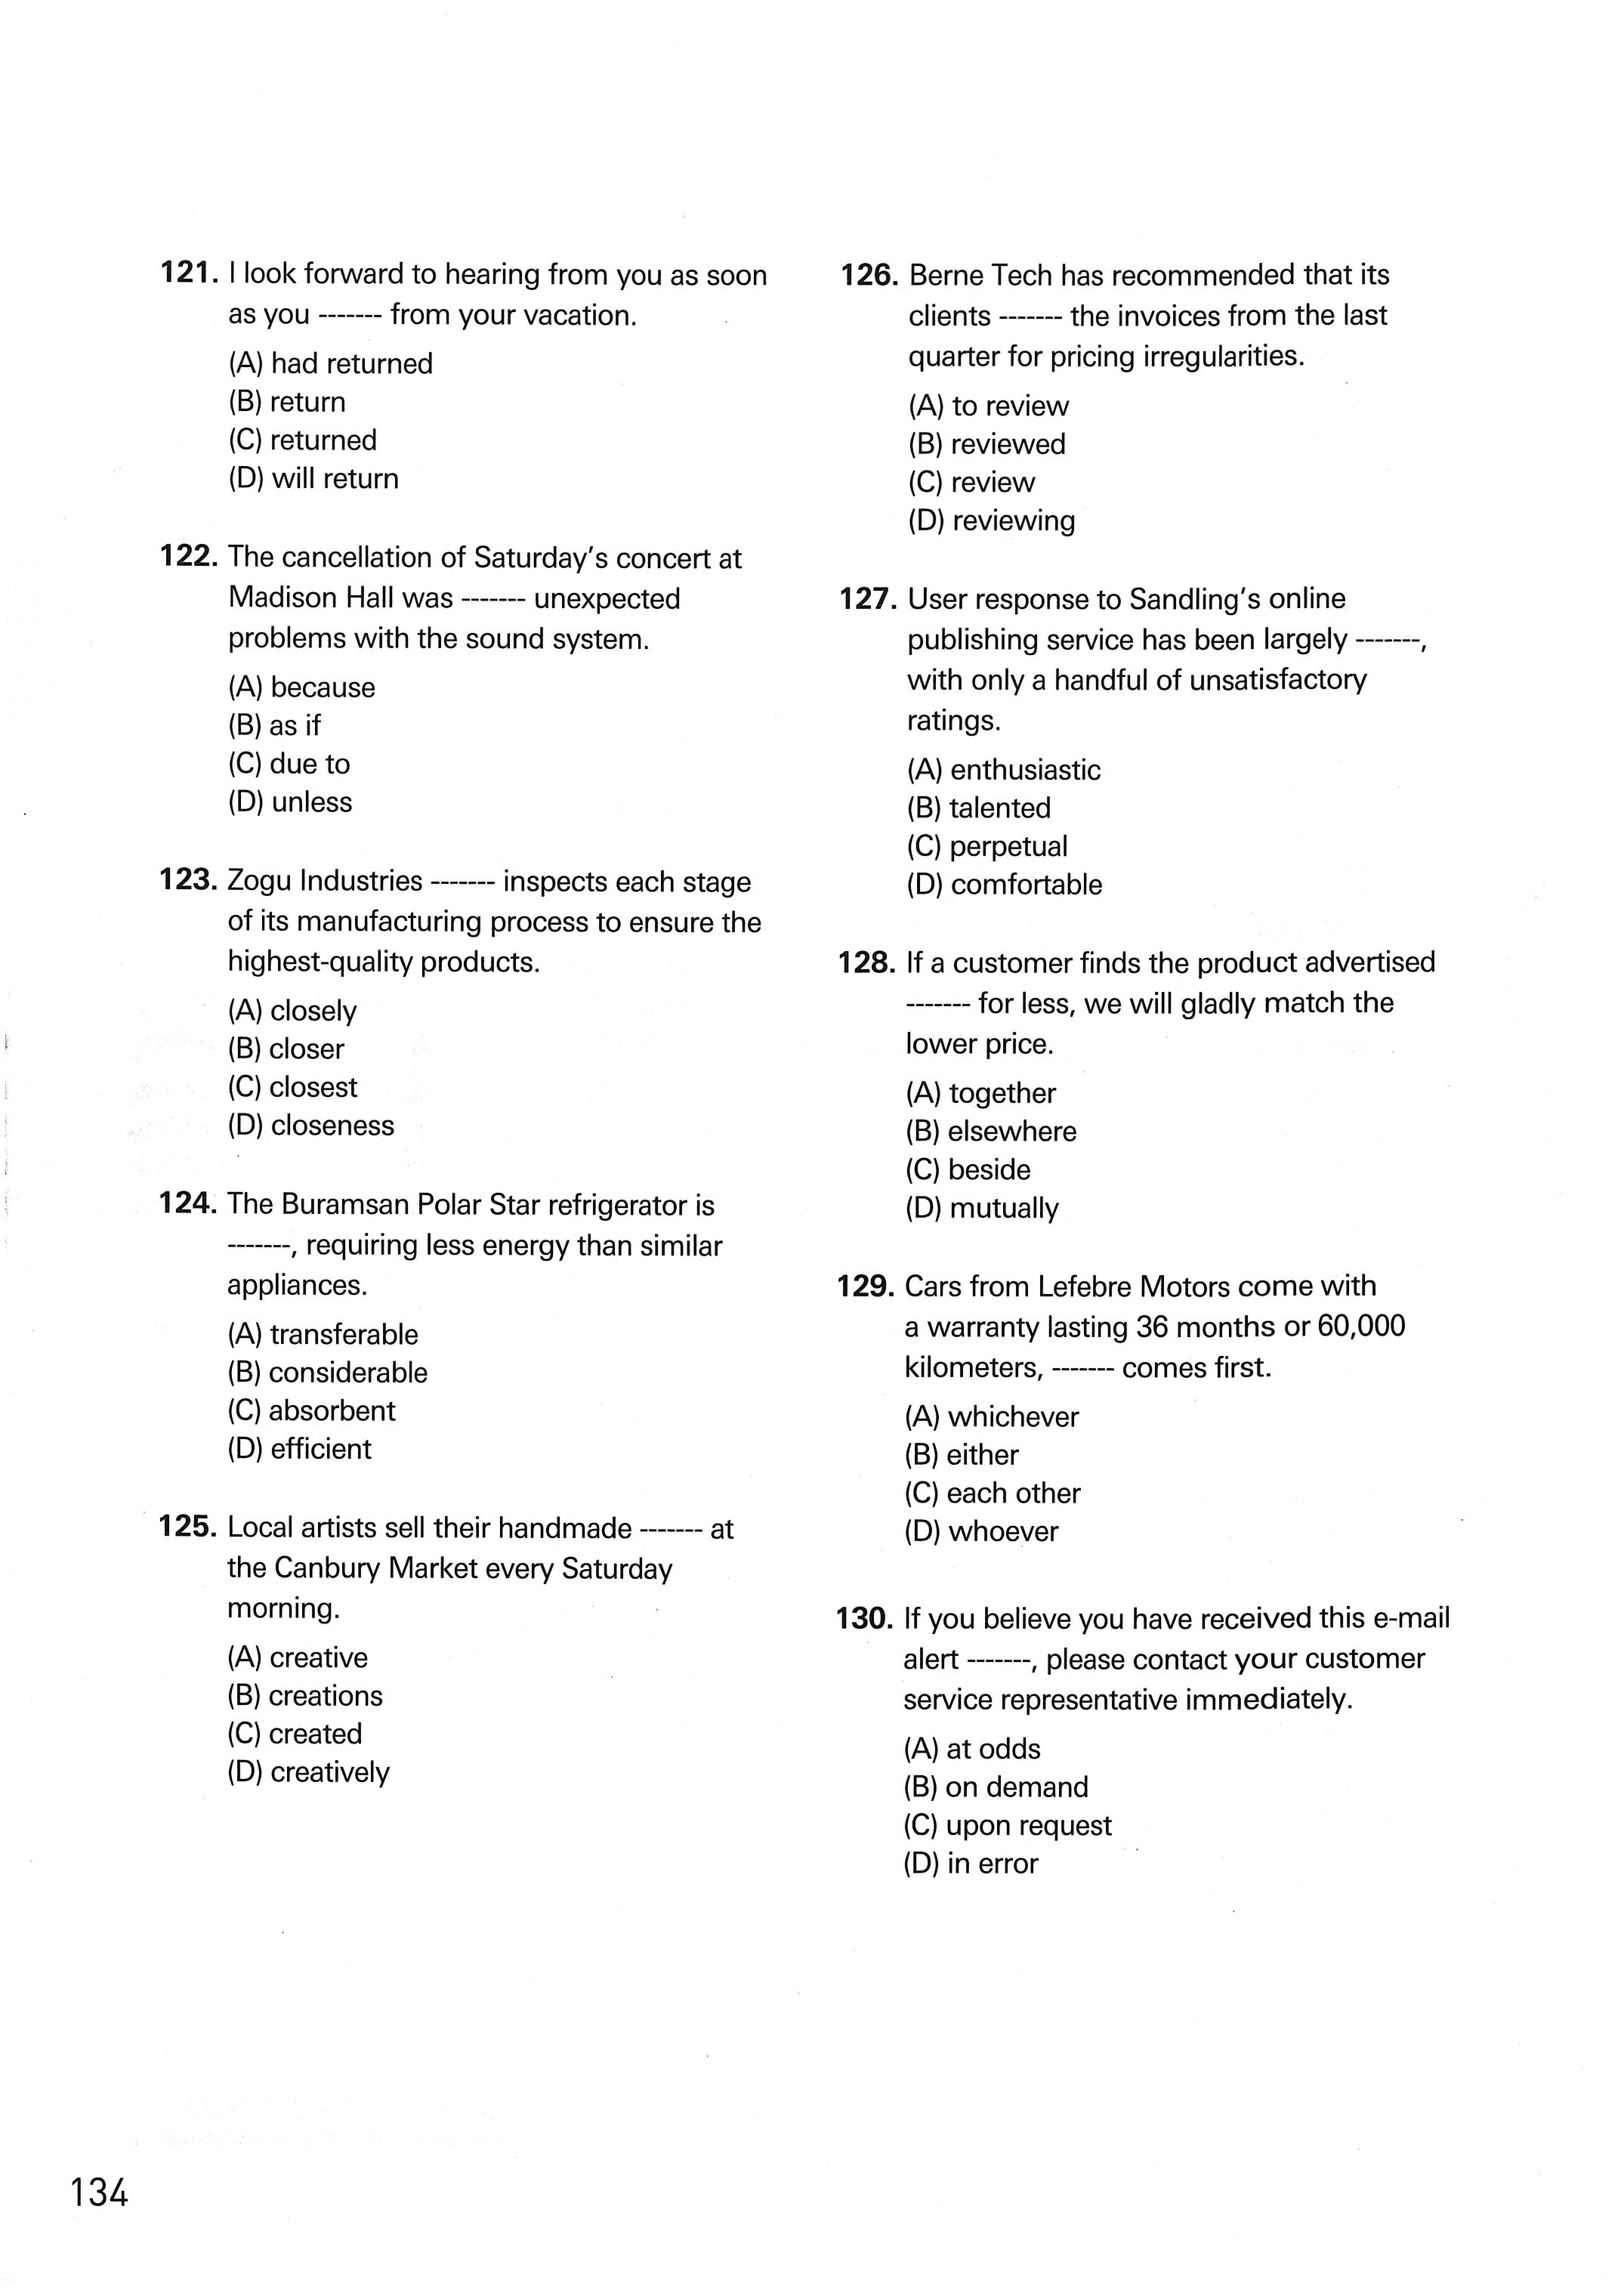 121. I look forward to hearing from you as soon
as you ------- from your vacation.
(A) had returned
(B) return
(C) returned
(D) will return
122. The cancellation of Saturday's concert at
Madison Hall was ------- unexpected
problems with the sound system.
(A) because
(B) as if
(C) due to
(D) unless
123. Zogu Industries ------- inspects each stage
of its manufacturing process to ensure the
highest-quality products.
(A) closely
(B) closer
(C) closest
(D) closeness
124. The Buramsan Polar Star refrigerator is
-------, requiring less energy than similar
appliances.
(A) transferable
(B) considerable
(C) absorbent
(D) efficient
125. Local artists sell their handmade ------- at
the Canbury Market every Saturday
morning.
(A) creative
(B) creations
(C) created
(D) creatively
126. Berne Tech has recommended that its
clients ------- the invoices from the last
quarter for pricing irregularities.
(A) to review
(B) reviewed
(C) review
(D) reviewing
127. User response to Sandling's online
publishing service has been largely -------,
with only a handful of unsatisfactory
ratings.
(A) enthusiastic
(B) talented
(C) perpetual
(D) comfortable
128. If a customer finds the product advertised
------- for less, we will gladly match the
lower price.
(A) together
(B) elsewhere
(C) beside
(D) mutually
129. Cars from Lefebre Motors come with
a warranty lasting 36 months or 60,000
kilometers, ------- comes first.
(A) whichever
(B) either
(C) each other
(D) whoever
130. If you believe you have received this e-mail
alert -------, please contact your customer
service representative immediately.
(A) at odds
(B) on demand
(C) upon request
(D) in error
134